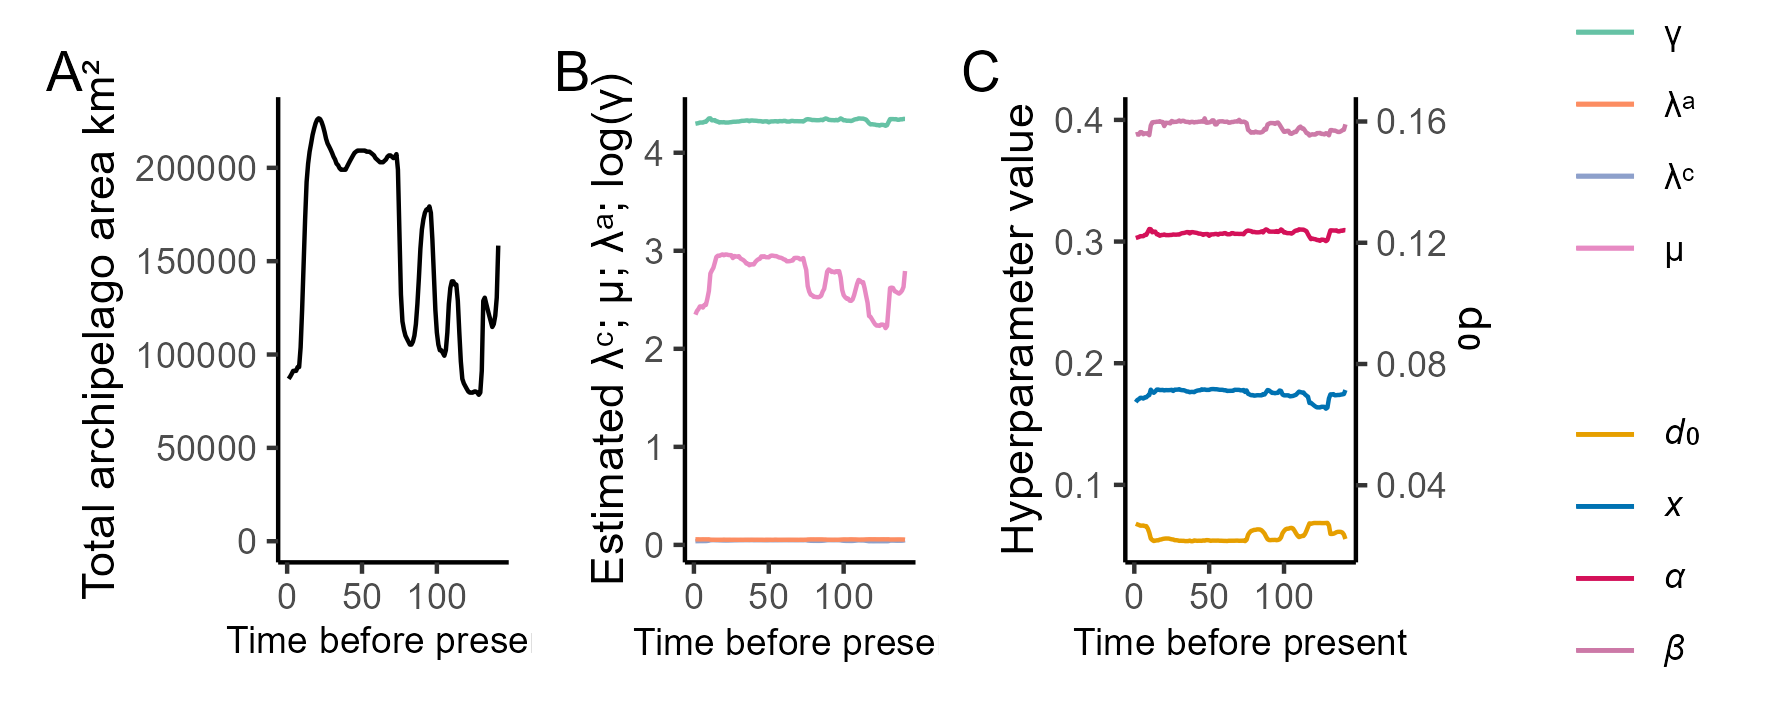 A
Total archipelago area km²
200000
150000
100000
50000
0
0 50 100
Time before prese
B
Estimated λᶜ; μ; λᵃ; log(γ)
4
3
2
1
0
0 50 100
Time before prese
C
Hyperparameter value
0.4
0.3
0.2
0.1
0 50 100
Time before present
0.16
0.12
0.08
0.04
d₀
γ
λᵃ
λᶜ
μ
d₀
x
α
β